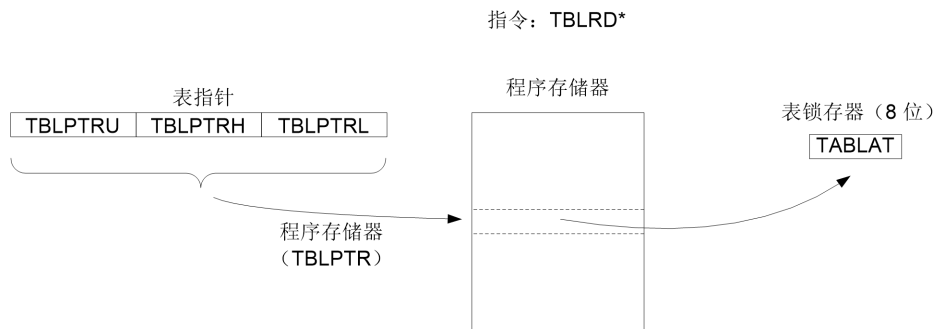 指令：TBLRD*
程序存储器
表指针
表锁存器（8 位）
TBLPTRU TBLPTRH TBLPTRL
TABLAT
程序存储器
（TBLPTR）